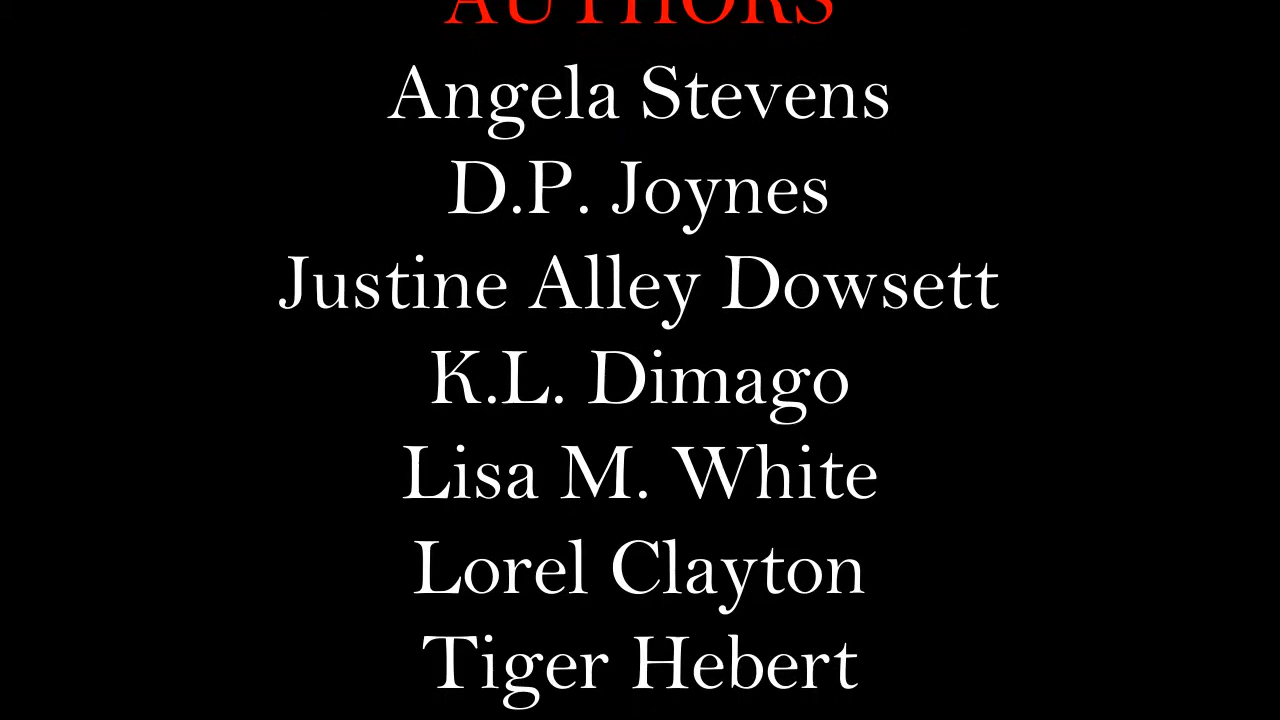 AUTHORS
Angela Stevens
D.P. Joynes
Justine Alley Dowsett
K.L. Dimago
Lisa M. White
Lorel Clayton
Tiger Hebert